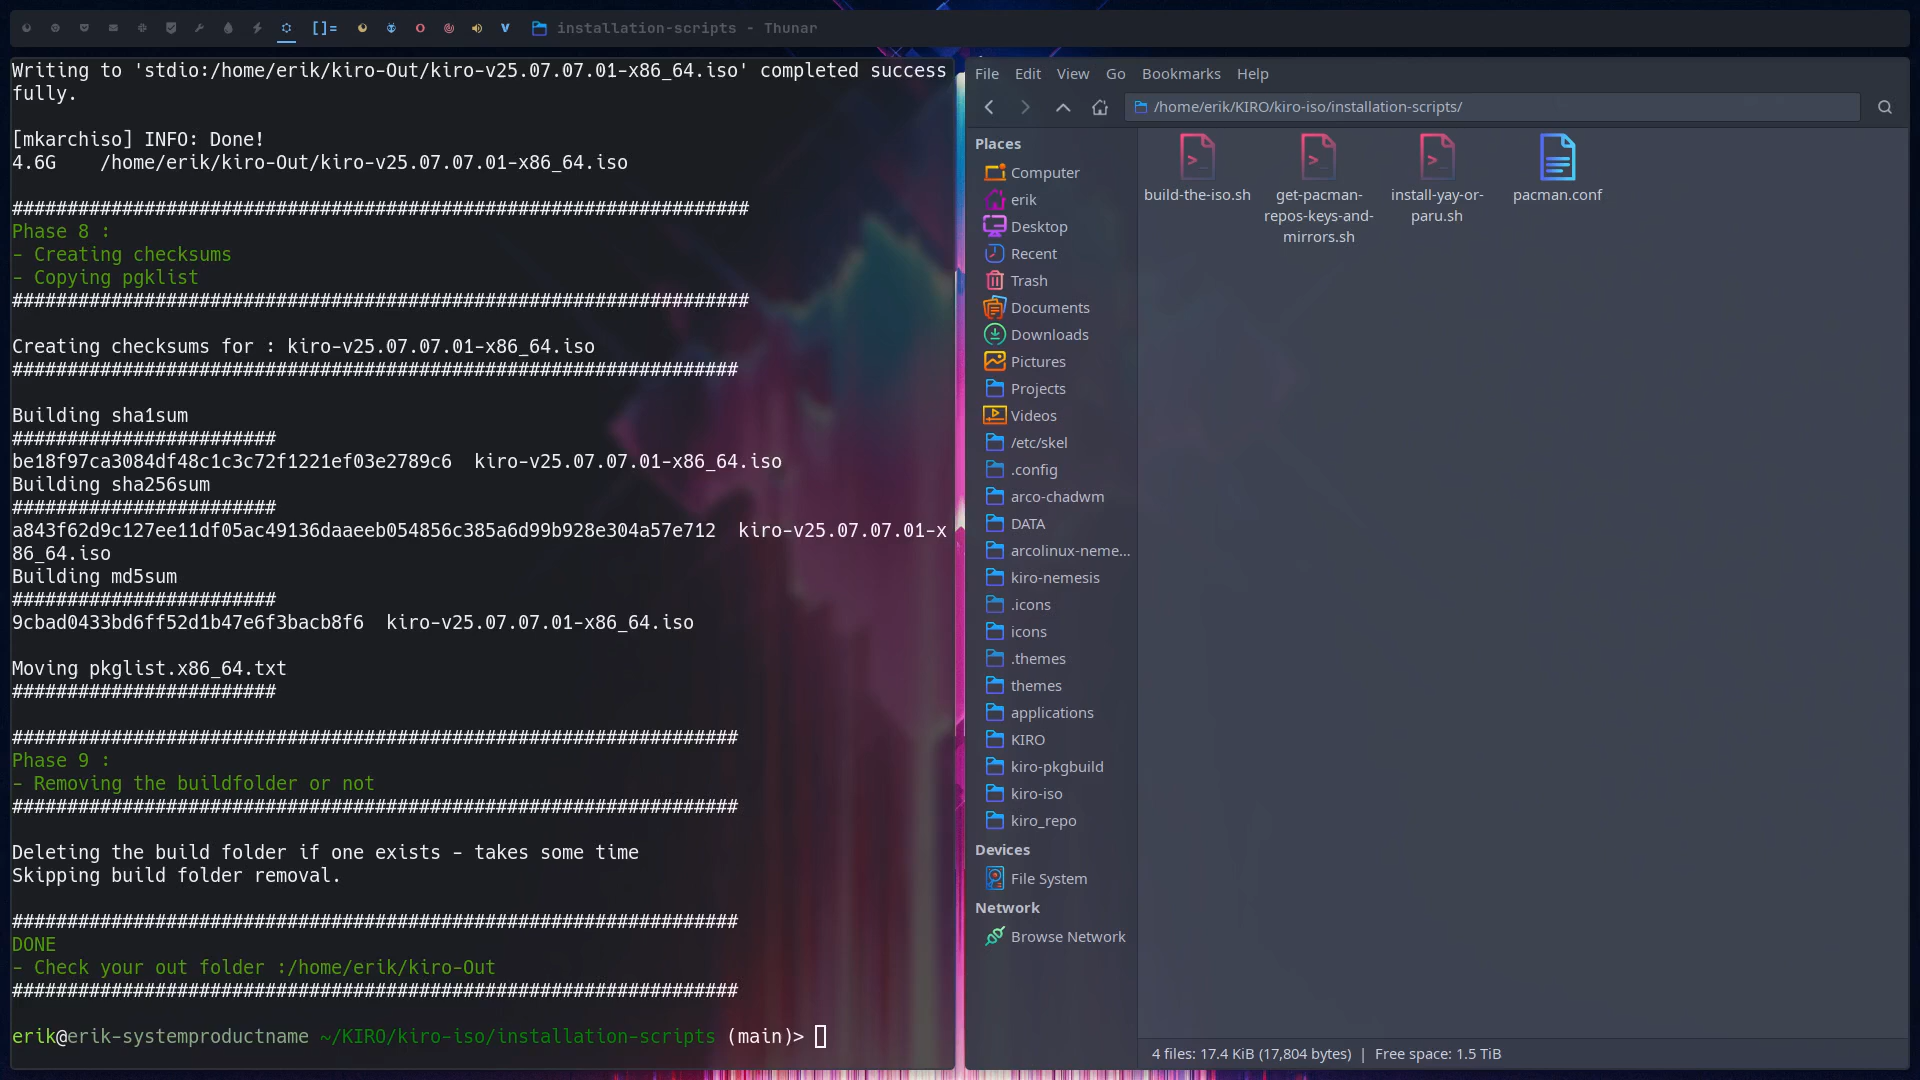 []= O V installation-scripts - Thunar
Writing to 'stdio:/home/erik/kiro-Out/kiro-v25.07.07.01-x86_64.iso' completed success
fully.
[mkarchiso] INFO: Done!
4.6G    /home/erik/kiro-Out/kiro-v25.07.07.01-x86_64.iso
###################################################################
Phase 8 :
- Creating checksums
- Copying pgklist
###################################################################
Creating checksums for : kiro-v25.07.07.01-x86_64.iso
##################################################################
Building sha1sum
########################
be18f97ca3084df48c1c3c72f1221ef03e2789c6  kiro-v25.07.07.01-x86_64.iso
Building sha256sum
########################
a843f62d9c127ee11df05ac49136daaeeb054856c385a6d99b928e304a57e712  kiro-v25.07.07.01-x
86_64.iso
Building md5sum
########################
9cbad0433bd6ff52d1b47e6f3bacb8f6  kiro-v25.07.07.01-x86_64.iso
Moving pkglist.x86_64.txt
########################
##################################################################
Phase 9 :
- Removing the buildfolder or not
##################################################################
Deleting the build folder if one exists - takes some time
Skipping build folder removal.
##################################################################
DONE
- Check your out folder :/home/erik/kiro-Out
##################################################################
erik@erik-systemproductname ~/KIRO/kiro-iso/installation-scripts (main)>
File Edit View Go Bookmarks Help
/home/erik/KIRO/kiro-iso/installation-scripts/
Places
Computer
erik
Desktop
Recent
Trash
Documents
Downloads
Pictures
Projects
Videos
/etc/skel
.config
arco-chadwm
DATA
arcolinux-neme...
kiro-nemesis
.icons
icons
.themes
themes
applications
KIRO
kiro-pkgbuild
kiro-iso
kiro_repo
Devices
File System
Network
Browse Network
build-the-iso.sh
get-pacman-
repos-keys-and-
mirrors.sh
install-yay-or-
paru.sh
pacman.conf
4 files: 17.4 KiB (17,804 bytes) | Free space: 1.5 TiB